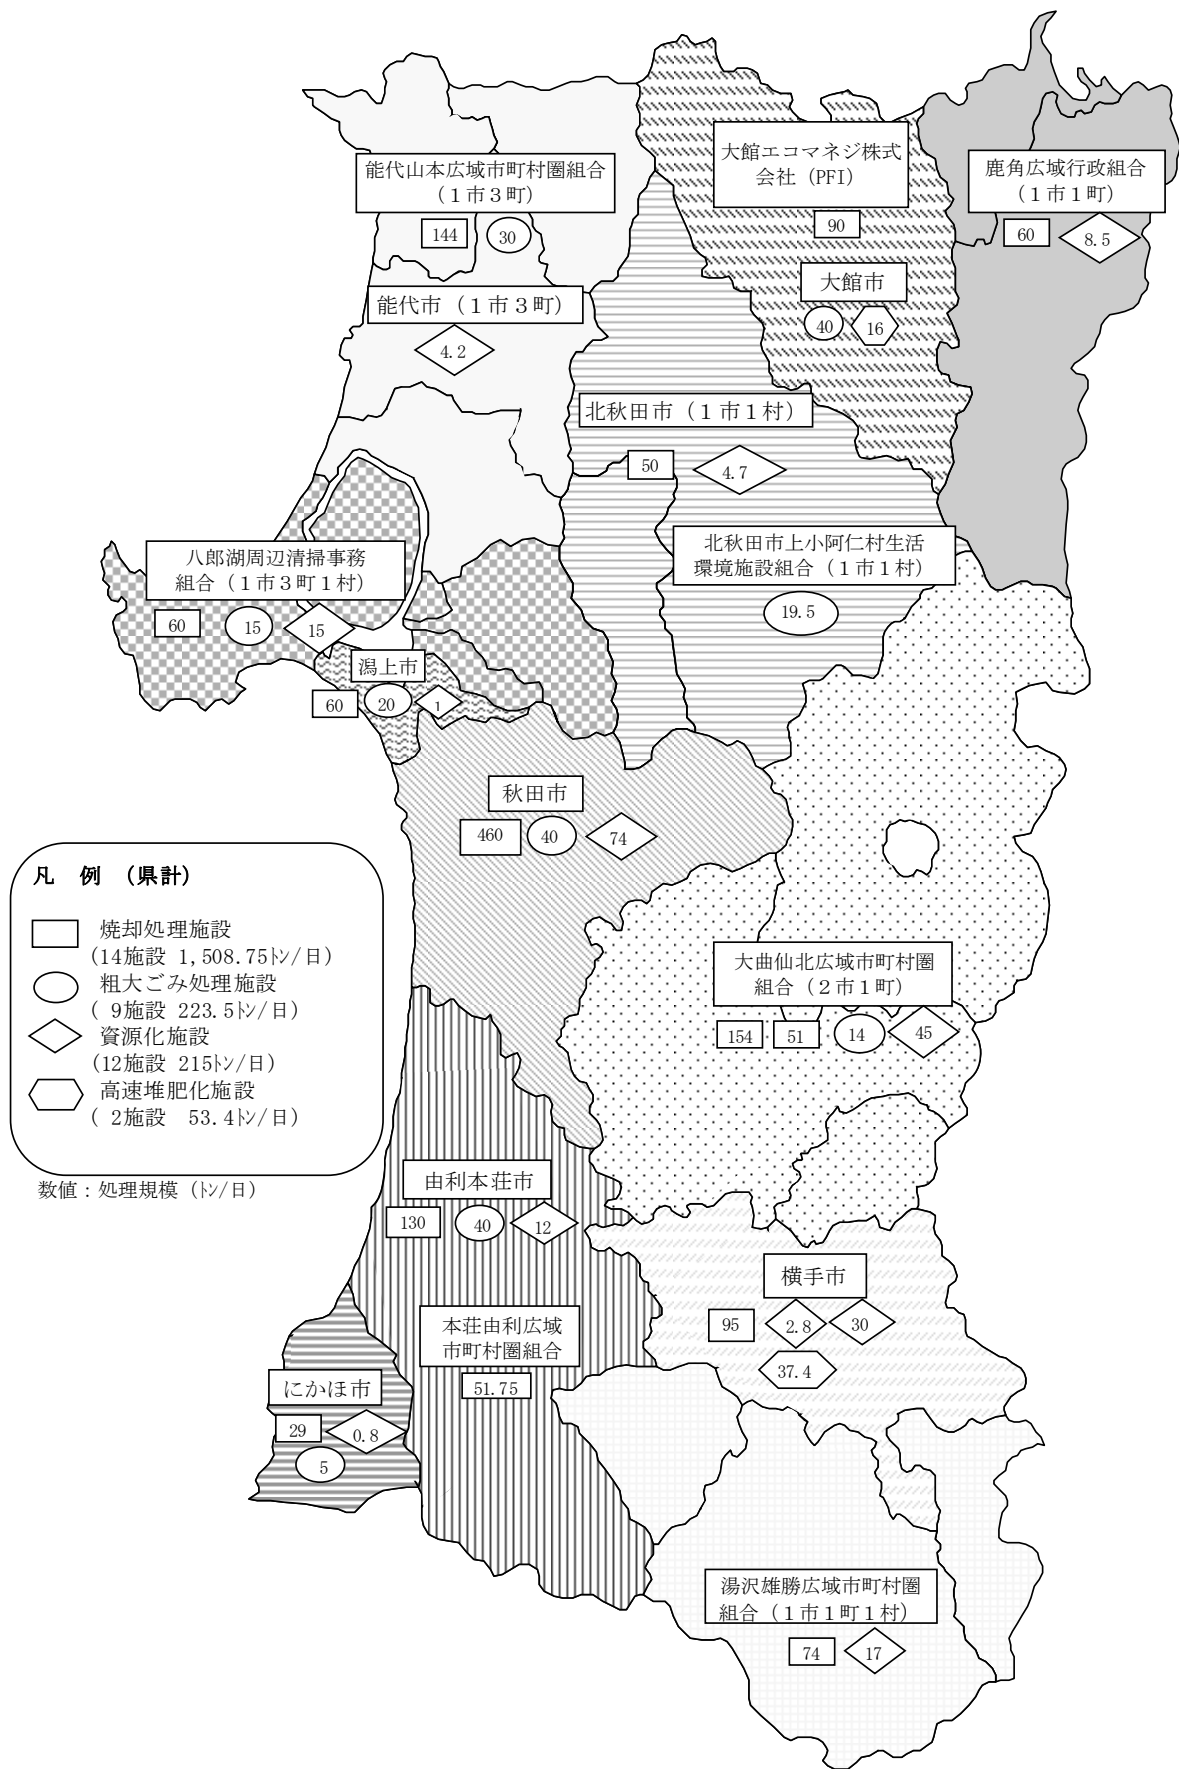 能代山本広域市町村圏組合
（１市３町）
144
30
大館エコマネジ株式
会社（PFI）
90
鹿角広域行政組合
（１市１町）
60
8.5
大館市
40
16
能代市（１市３町）
4.2
北秋田市（１市１村）
50
4.7
北秋田市上小阿仁村生活
環境施設組合（１市１村）
19.5
八郎湖周辺清掃事務
組合（１市３町１村）
60
15
15
潟上市
60
20
1
秋田市
460
40
74
凡　例　（県計）
焼却処理施設
(14施設 1,508.75ﾄﾝ/日)
粗大ごみ処理施設
( 9施設 223.5ﾄﾝ/日)
資源化施設
(12施設 215ﾄﾝ/日)
高速堆肥化施設
( 2施設　53.4ﾄﾝ/日)
数値：処理規模（ﾄﾝ/日）
大曲仙北広域市町村圏
組合（２市１町）
154
51
14
45
由利本荘市
130
40
12
横手市
95
2.8
30
37.4
本荘由利広域
市町村圏組合
51.75
にかほ市
29
0.8
5
湯沢雄勝広域市町村圏
組合（１市１町１村）
74
17